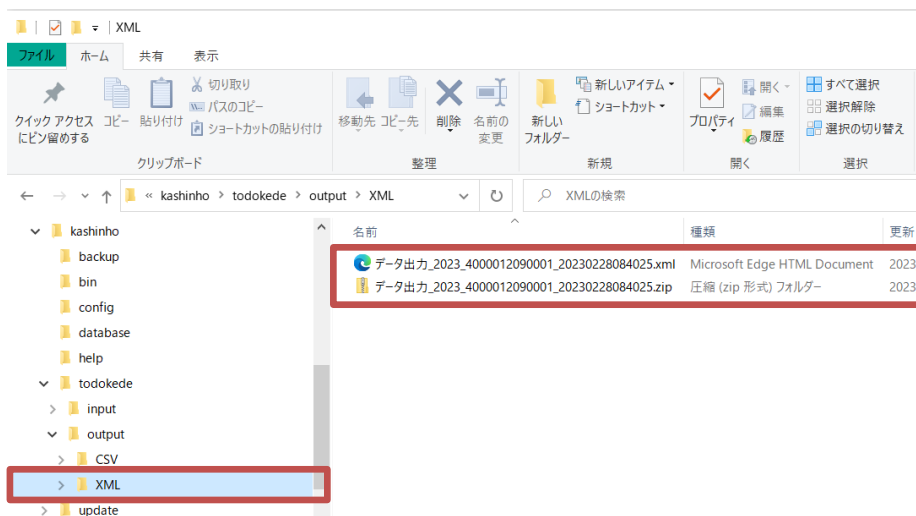 XML
ファイル ホーム 共有 表示
クイック アクセス
にピン留めする
コピー
貼り付け
切り取り
パスのコピー
ショートカットの貼り付け
クリップボード
移動先
コピー先
削除
名前の
変更
整理
新しい
フォルダー
新しいアイテム
ショートカット
新規
プロパティ
開く
編集
履歴
開く
すべて選択
選択解除
選択の切り替え
選択
« kashinho > todokede > output > XML
XMLの検索
名前 種類 更新
データ出力_2023_4000012090001_20230228084025.xml Microsoft Edge HTML Document 2023
データ出力_2023_4000012090001_20230228084025.zip 圧縮 (zip 形式) フォルダー 2023
kashinho
backup
bin
config
database
help
todokede
input
output
CSV
XML
update